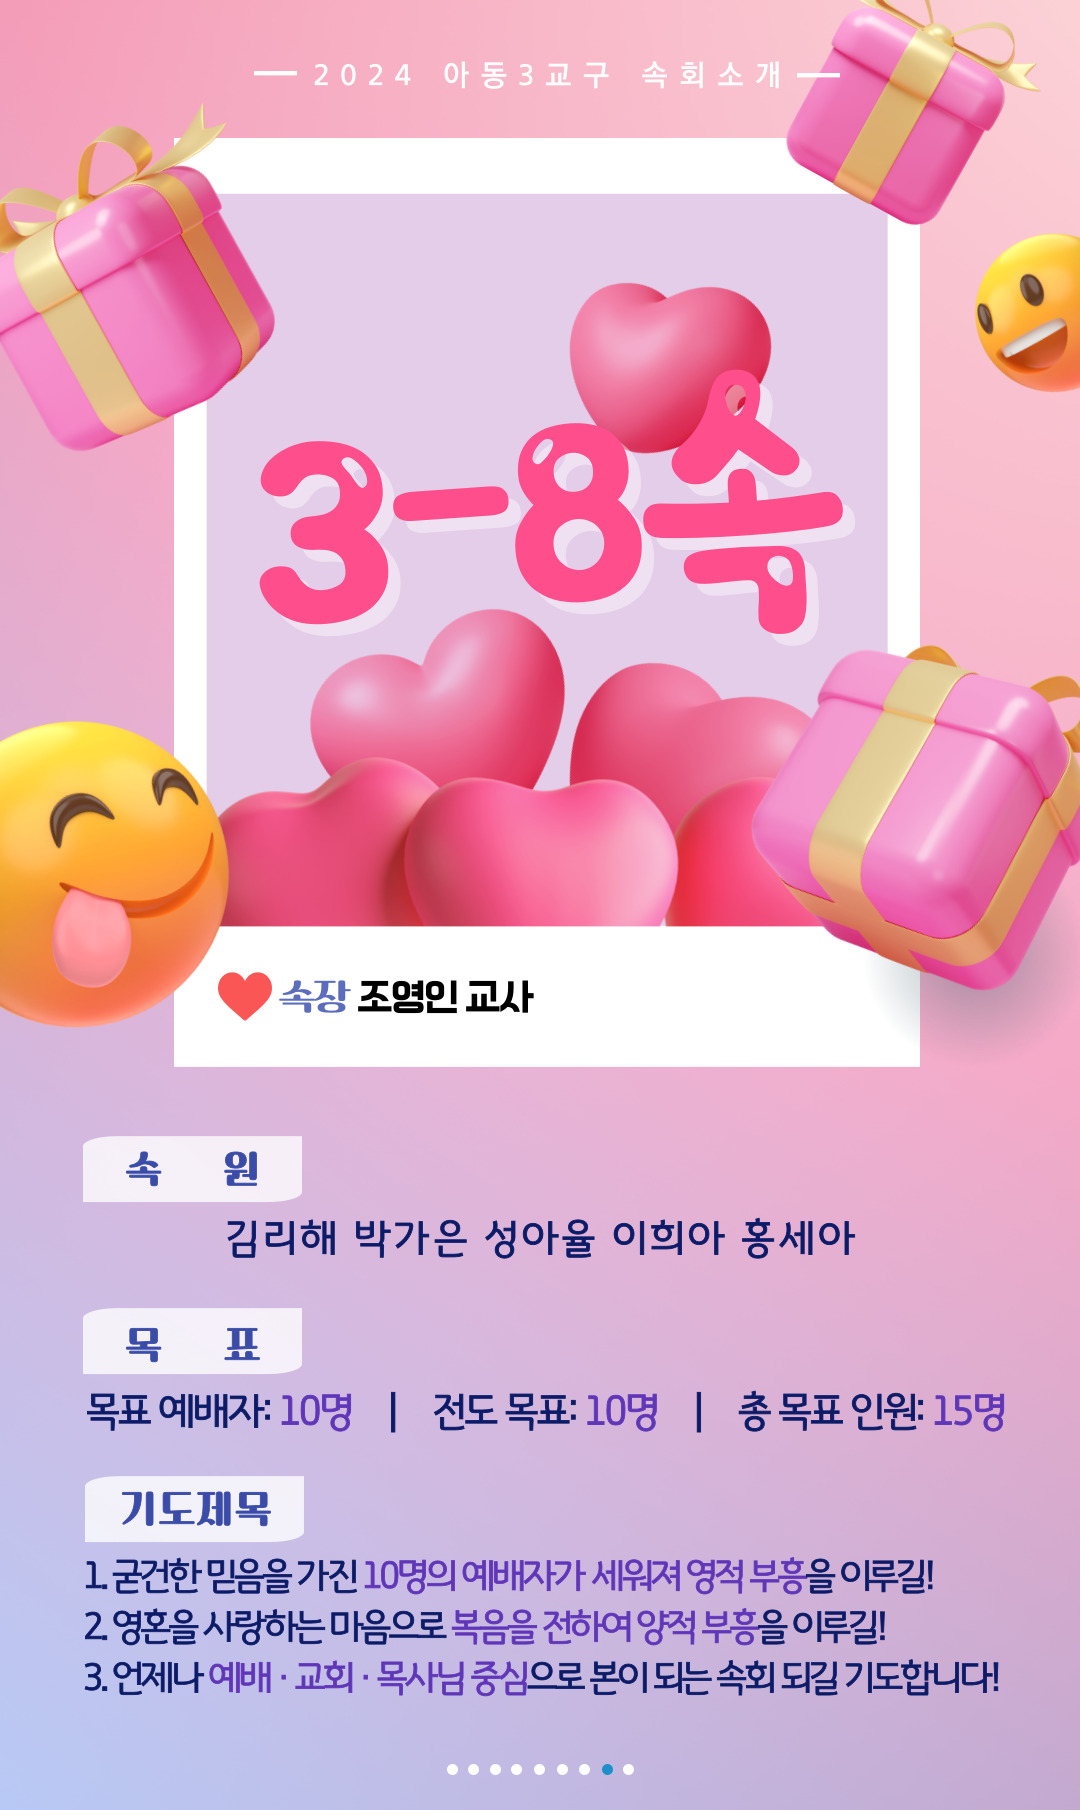 2024 아동3교구 속회소개
3-8속
속장 조영인 교사
속 원
김리해 박가은 성아율 이희아 홍세아
목 표
목표 예배자: 10명 | 전도 목표: 10명 | 총 목표 인원: 15명
기도제목
1. 굳건한 믿음을 가진 10명의 예배자가 세워져 영적 부흥을 이루길!
2. 영혼을 사랑하는 마음으로 복음을 전하여 양적 부흥을 이루길!
3. 언제나 예배 · 교회 · 목사님 중심으로 본이 되는 속회 되길 기도합니다!